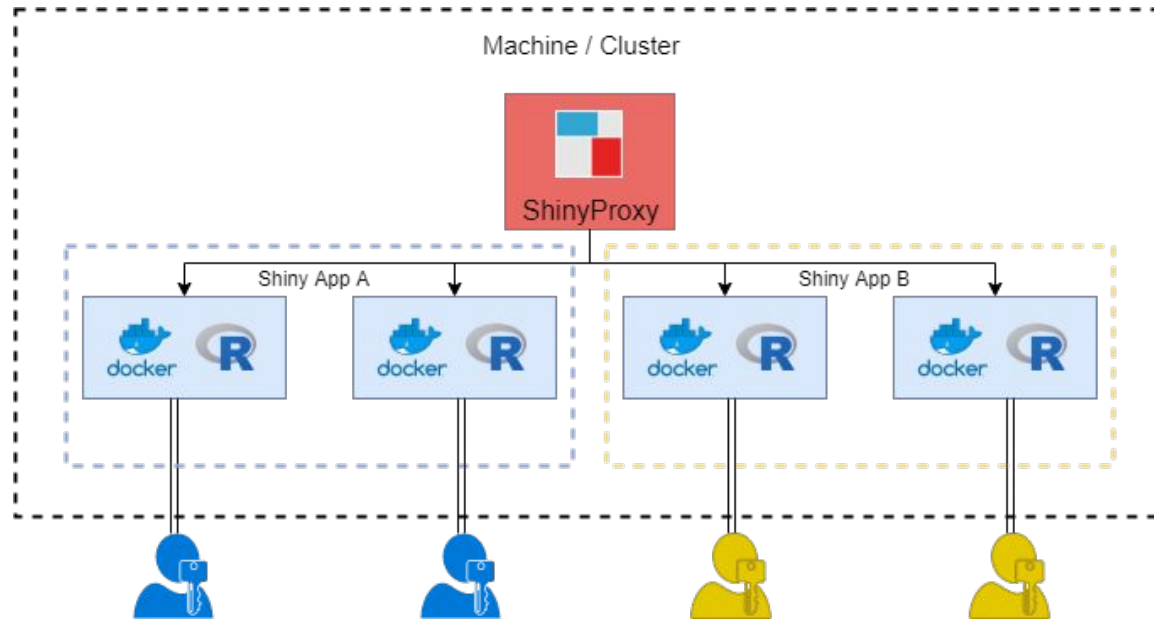 Machine / Cluster
ShinyProxy
Shiny App A
Shiny App B
docker R
docker R
docker R
docker R